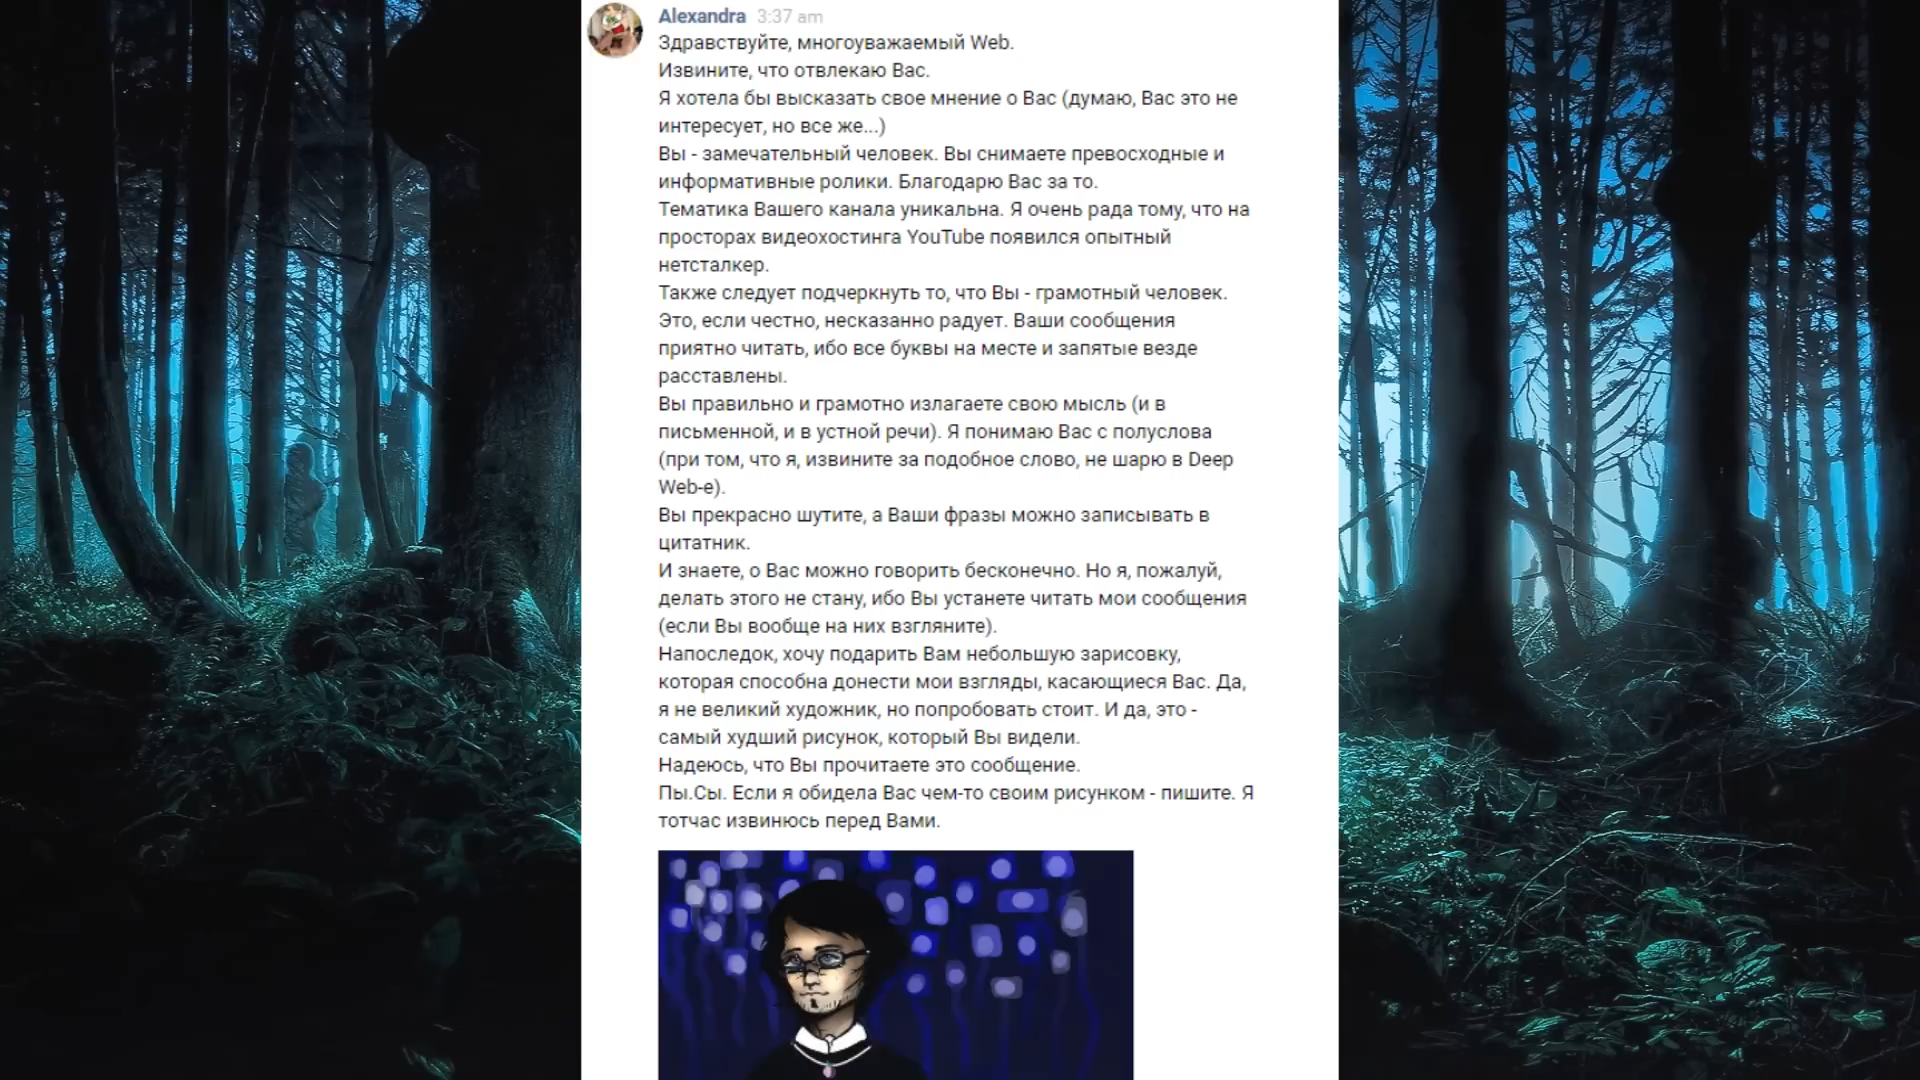 Alexandra 3:37 am
Здравствуйте, многоуважаемый Web.
Извините, что отвлекаю Вас.
Я хотела бы высказать свое мнение о Вас (думаю, Вас это не
интересует, но все же...)
Вы - замечательный человек. Вы снимаете превосходные и
информативные ролики. Благодарю Вас за то.
Тематика Вашего канала уникальна. Я очень рада тому, что на
просторах видеохостинга YouTube появился опытный
нетсталкер.
Также следует подчеркнуть то, что Вы - грамотный человек.
Это, если честно, несказанно радует. Ваши сообщения
приятно читать, ибо все буквы на месте и запятые везде
расставлены.
Вы правильно и грамотно излагаете свою мысль (и в
письменной, и в устной речи). Я понимаю Вас с полуслова
(при том, что я, извините за подобное слово, не шарю в Deep
Web-e).
Вы прекрасно шутите, а Ваши фразы можно записывать в
цитатник.
И знаете, о Вас можно говорить бесконечно. Но я, пожалуй,
делать этого не стану, ибо Вы устанете читать мои сообщения
(если Вы вообще на них взгляните).
Напоследок, хочу подарить Вам небольшую зарисовку,
которая способна донести мои взгляды, касающиеся Вас. Да,
я не великий художник, но попробовать стоит. И да, это -
самый худший рисунок, который Вы видели.
Надеюсь, что Вы прочитаете это сообщение.
Пы.Сы. Если я обидела Вас чем-то своим рисунком - пишите. Я
тотчас извинюсь перед Вами.